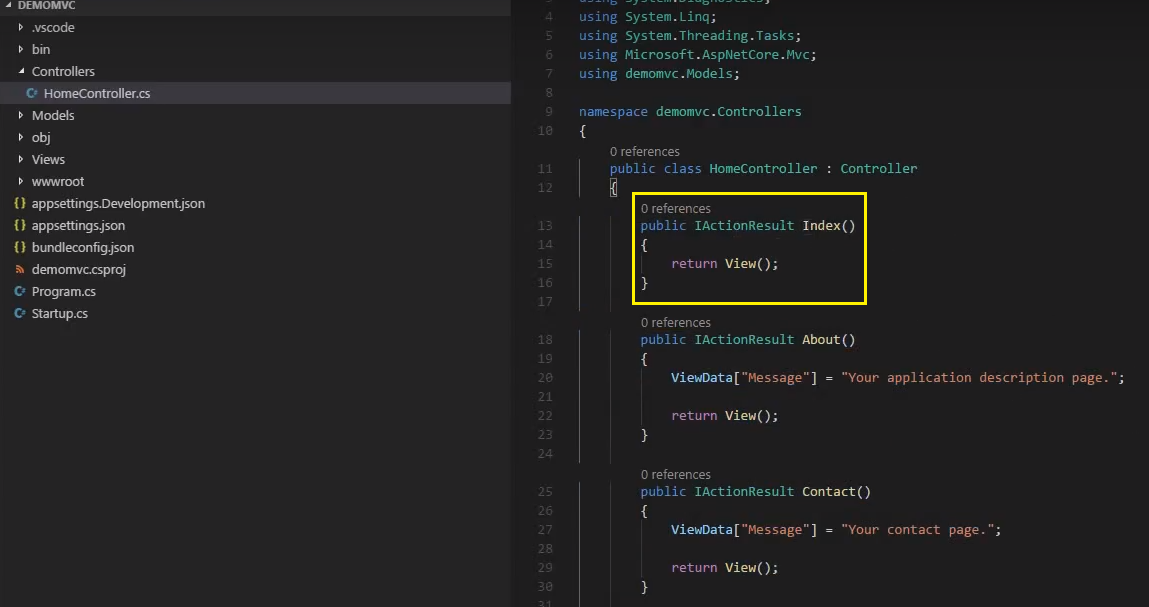 DEMOMVC
.vscode
bin
Controllers
HomeController.cs
Models
obj
Views
wwwroot
{} appsettings.Development.json
{} appsettings.json
{} bundleconfig.json
demomvc.csproj
C# Program.cs
C# Startup.cs
3 using System.Diagnostics;
4 using System.Linq;
5 using System.Threading.Tasks;
6 using Microsoft.AspNetCore.Mvc;
7 using demomvc.Models;
8
9 namespace demomvc.Controllers
10 {
0 references
11 public class HomeController : Controller
12 {
0 references
13 public IActionResult Index()
14 {
15 return View();
16 }
17
0 references
18 public IActionResult About()
19 {
20 ViewData["Message"] = "Your application description page.";
21
22 return View();
23 }
24
0 references
25 public IActionResult Contact()
26 {
27 ViewData["Message"] = "Your contact page.";
28
29 return View();
30 }
31